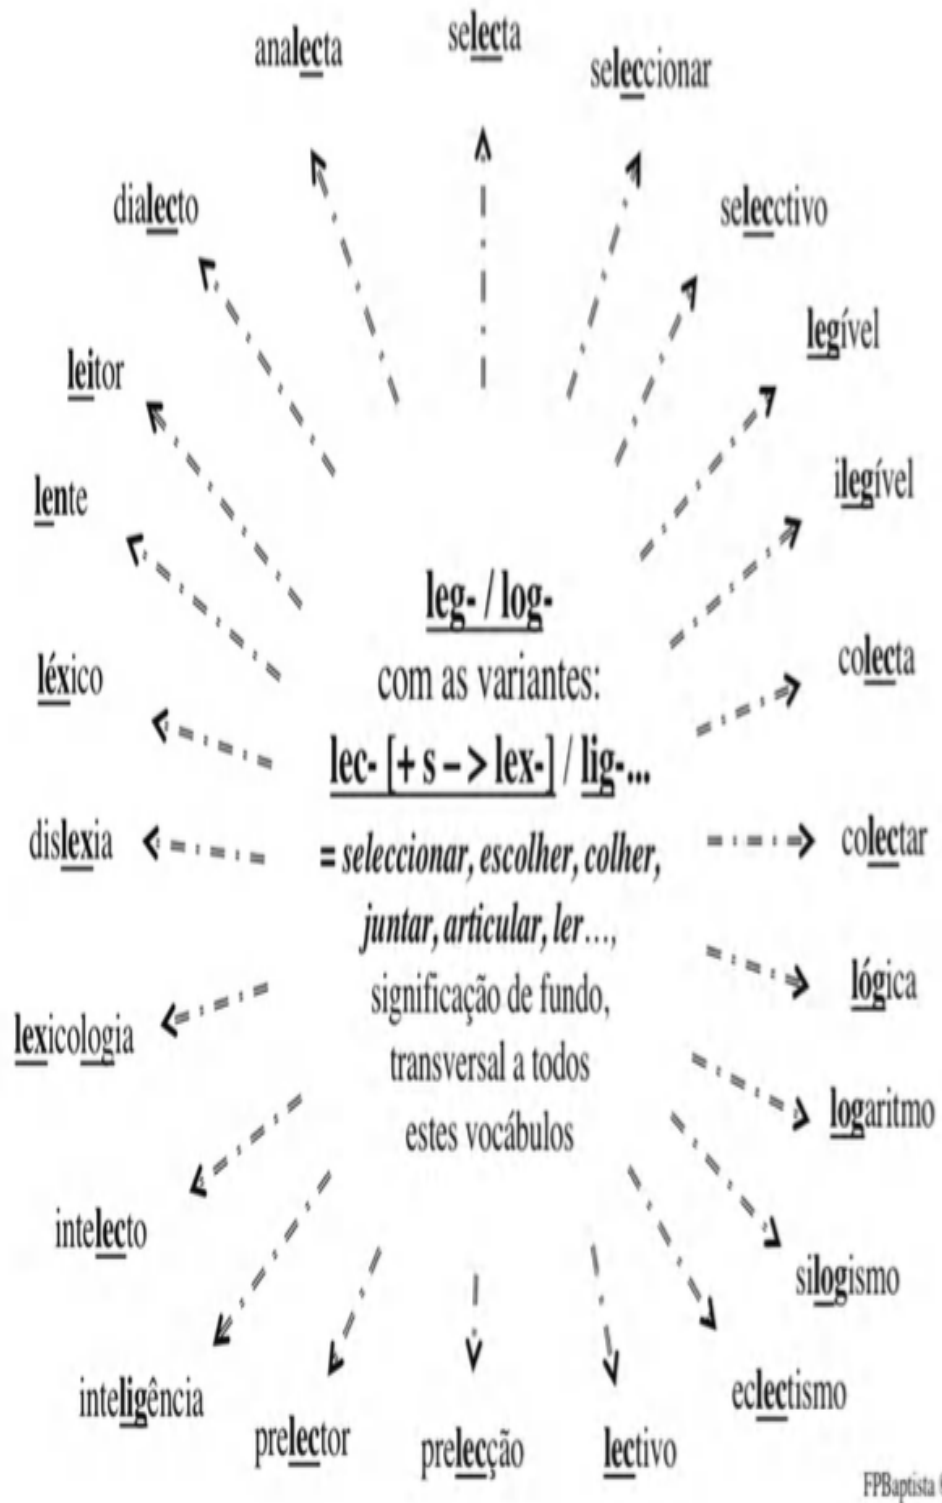 selecta
analecta
seleccionar
dialecto
selecctivo
legível
leitor
ilegível
lente
leg- / log-
com as variantes:
lec- [+ s – > lex-] / lig-...
= seleccionar, escolher, colher,
juntar, articular, ler…,
significação de fundo,
transversal a todos
estes vocábulos
léxico
colecta
dislexia
colectar
lógica
lexicologia
logaritmo
intelecto
silogismo
inteligência
eclectismo
prelector
prelecção
lectivo
FPBaptista